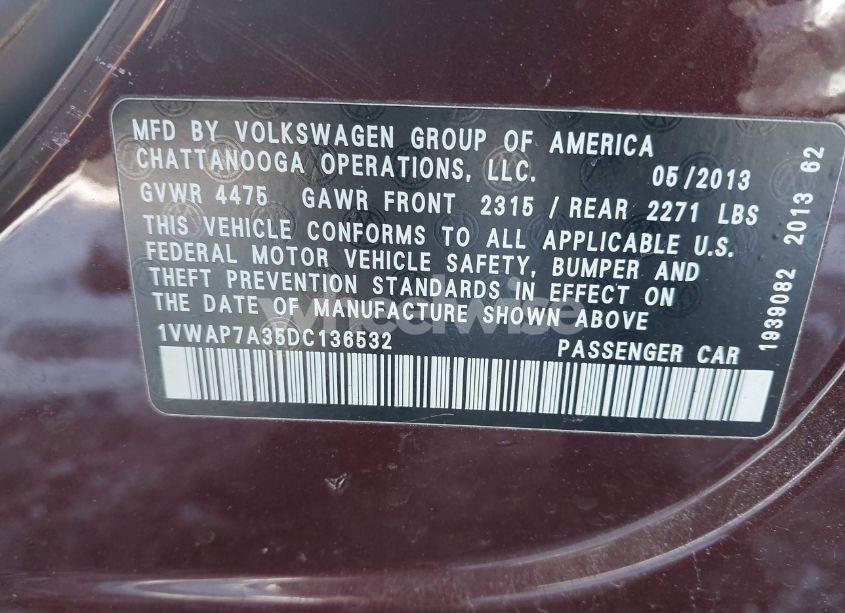 MFD BY VOLKSWAGEN GROUP OF AMERICA
CHATTANOOGA OPERATIONS, LLC. 05/2013
GVWR 4475 GAWR FRONT 2315 / REAR 2271 LBS
THIS VEHICLE CONFORMS TO ALL APPLICABLE U.S.
FEDERAL MOTOR VEHICLE SAFETY, BUMPER AND
THEFT PREVENTION STANDARDS IN EFFECT ON
THE DATE OF MANUFACTURE SHOWN ABOVE
1VWAP7A35DC136532 PASSENGER CAR
1939082 2013 62
wheelwise